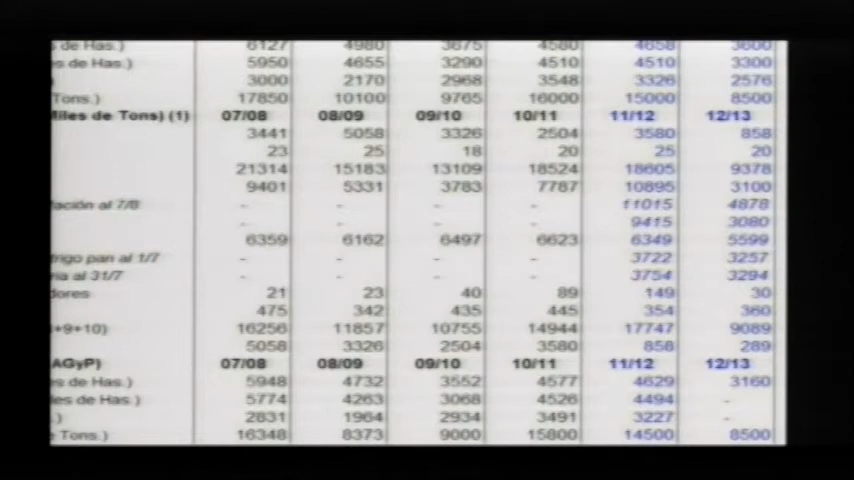 de Has.) 6127 4980 3675 4580 4658 3600
s de Has.) 5950 4655 3290 4510 4510 3300
3000 2170 2968 3548 3326 2576
Tons.) 17850 10100 9765 16000 15000 8500
Miles de Tons) (1) 07/08 08/09 09/10 10/11 11/12 12/13
3441 5058 3326 2504 3580 858
23 25 18 20 25 20
21314 15183 13109 18524 18605 9378
9401 5331 3783 7787 10895 3100
ación al 7/8 - - - - 11015 4878
- - - - 9415 3080
6359 6162 6497 6623 6349 5599
trigo pan al 1/7 - - - - 3722 3257
ria al 31/7 - - - - 3754 3294
dores 21 23 40 89 149 30
475 342 435 445 354 360
+9+10) 16256 11857 10755 14944 17747 9089
5058 3326 2504 3580 858 289
AGyP) 07/08 08/09 09/10 10/11 11/12 12/13
s de Has.) 5948 4732 3552 4577 4629 3160
les de Has.) 5774 4263 3068 4526 4494 -
.) 2831 1964 2934 3491 3227 -
Tons.) 16348 8373 9000 15800 14500 8500